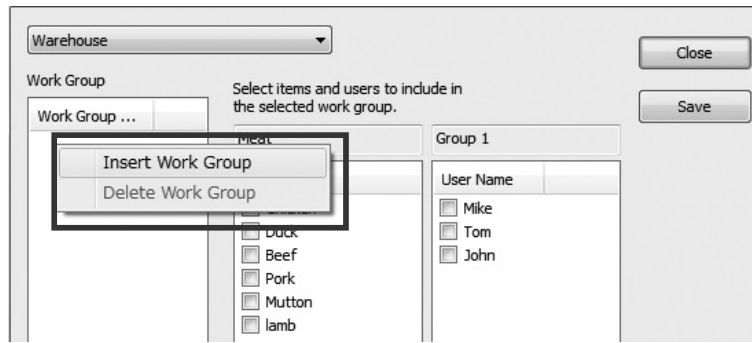 Warehouse
Close
Work Group
Select items and users to include in
the selected work group.
Save
Work Group ...
Meat
Group 1
Insert Work Group
Delete Work Group
User Name
Chicken
Mike
Duck
Tom
Beef
John
Pork
Mutton
lamb